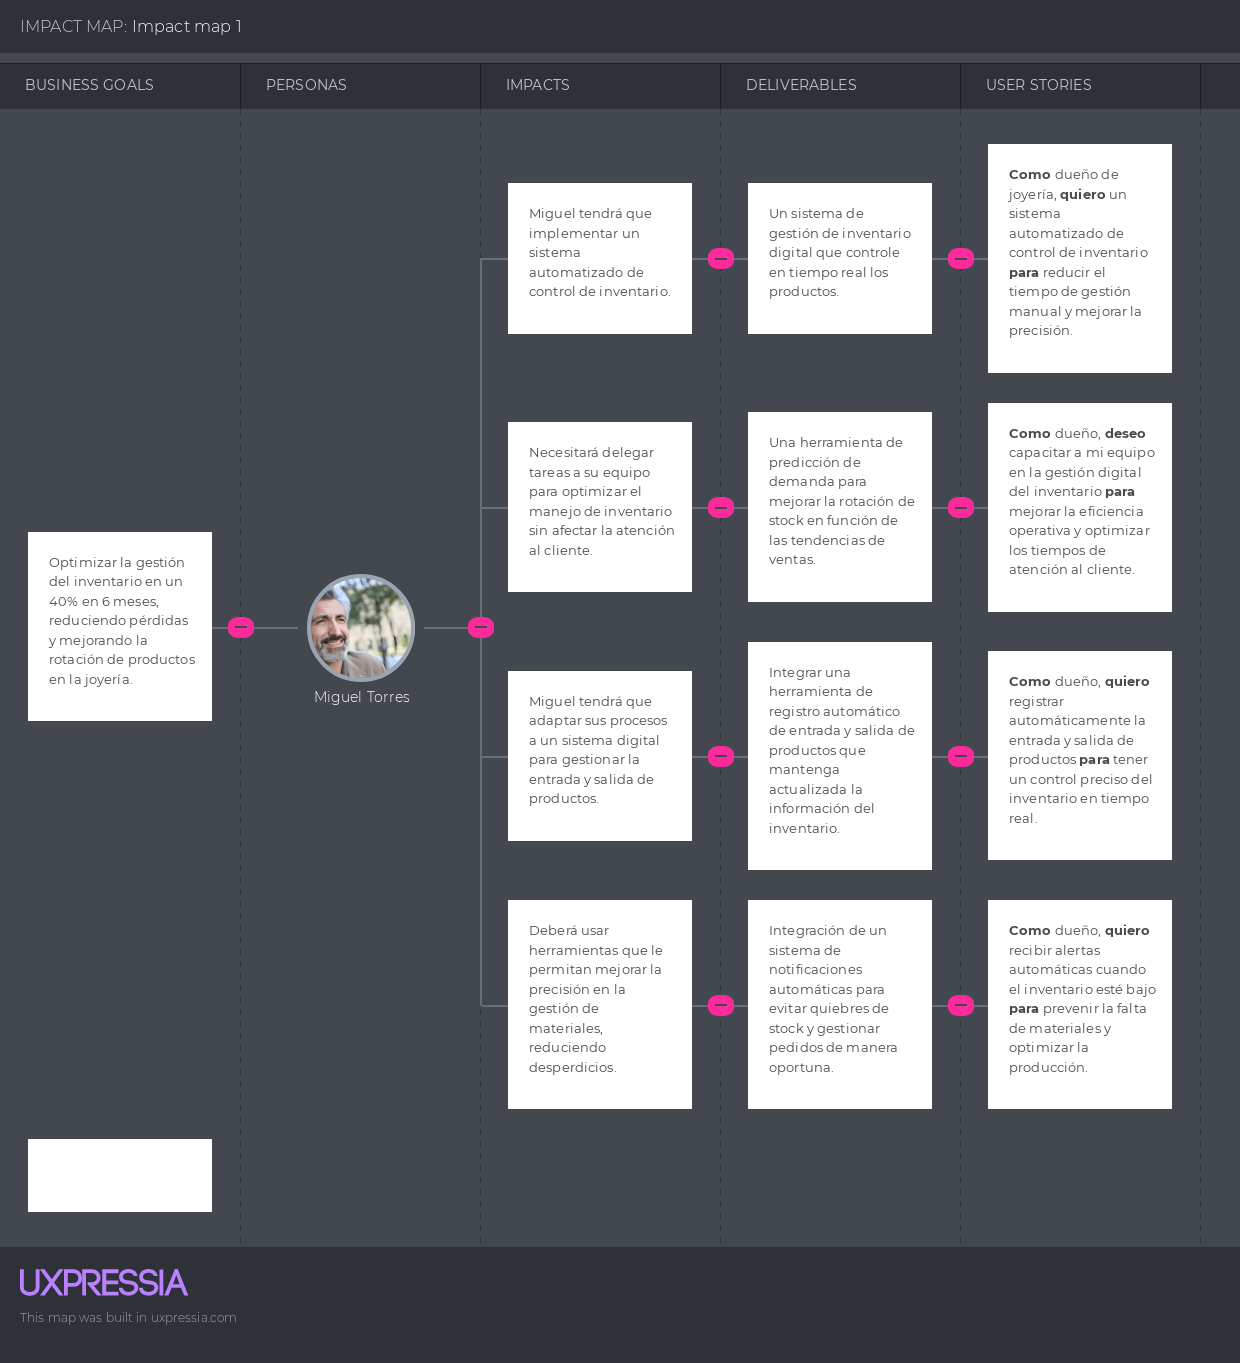 IMPACT MAP: Impact map 1
BUSINESS GOALS
PERSONAS
IMPACTS
DELIVERABLES
USER STORIES
Optimizar la gestión
del inventario en un
40% en 6 meses,
reduciendo pérdidas
y mejorando la
rotación de productos
en la joyería.
Miguel Torres
Miguel tendrá que
implementar un
sistema
automatizado de
control de inventario.
Un sistema de
gestión de inventario
digital que controle
en tiempo real los
productos.
Como dueño de
joyería, quiero un
sistema
automatizado de
control de inventario
para reducir el
tiempo de gestión
manual y mejorar la
precisión.
Necesitará delegar
tareas a su equipo
para optimizar el
manejo de inventario
sin afectar la atención
al cliente.
Una herramienta de
predicción de
demanda para
mejorar la rotación de
stock en función de
las tendencias de
ventas.
Como dueño, deseo
capacitar a mi equipo
en la gestión digital
del inventario para
mejorar la eficiencia
operativa y optimizar
los tiempos de
atención al cliente.
Miguel tendrá que
adaptar sus procesos
a un sistema digital
para gestionar la
entrada y salida de
productos.
Integrar una
herramienta de
registro automático
de entrada y salida de
productos que
mantenga
actualizada la
información del
inventario.
Como dueño, quiero
registrar
automáticamente la
entrada y salida de
productos para tener
un control preciso del
inventario en tiempo
real.
Deberá usar
herramientas que le
permitan mejorar la
precisión en la
gestión de
materiales,
reduciendo
desperdicios.
Integración de un
sistema de
notificaciones
automáticas para
evitar quiebres de
stock y gestionar
pedidos de manera
oportuna.
Como dueño, quiero
recibir alertas
automáticas cuando
el inventario esté bajo
para prevenir la falta
de materiales y
optimizar la
producción.
UXPRESSIA
This map was built in uxpressia.com